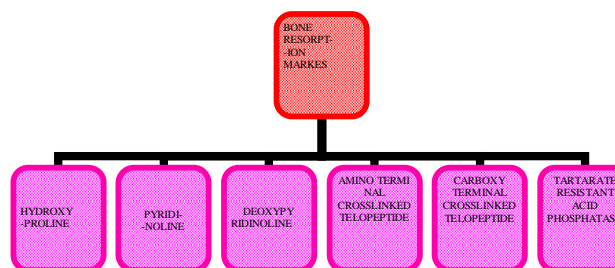 BONE
RESORPT-
-ION
MARKES
HYDROXY
-PROLINE
PYRIDI-
-NOLINE
DEOXYPY
RIDINOLINE
AMINO TERMI
NAL
CROSSLINKED
TELOPEPTIDE
CARBOXY
TERMINAL
CROSSLINKED
TELOPEPTIDE
TARTARATE
RESISTANT
ACID
PHOSPHATAS